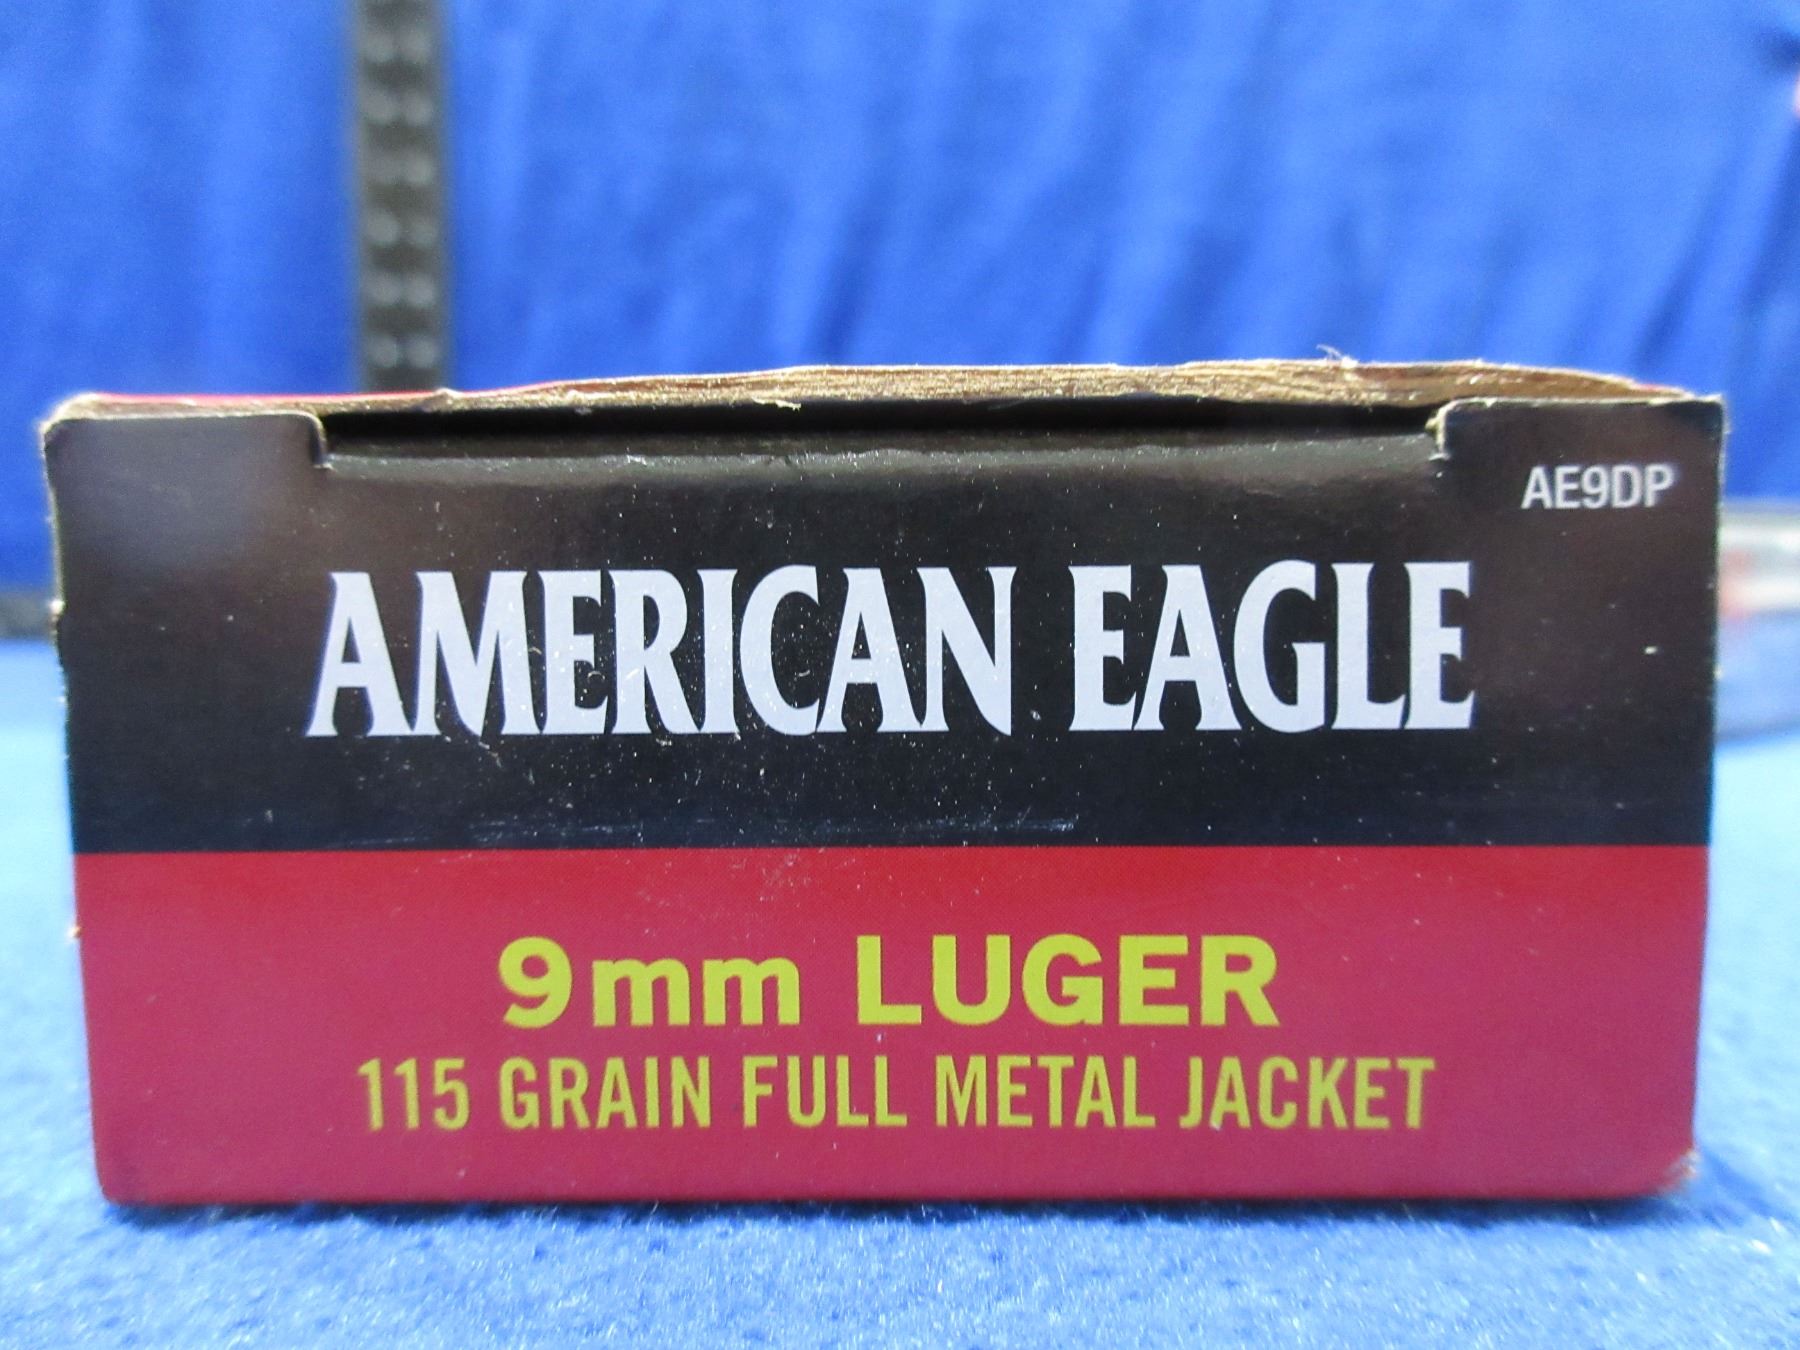 AE9DP
AMERICAN EAGLE
9mm LUGER
115 GRAIN FULL METAL JACKET